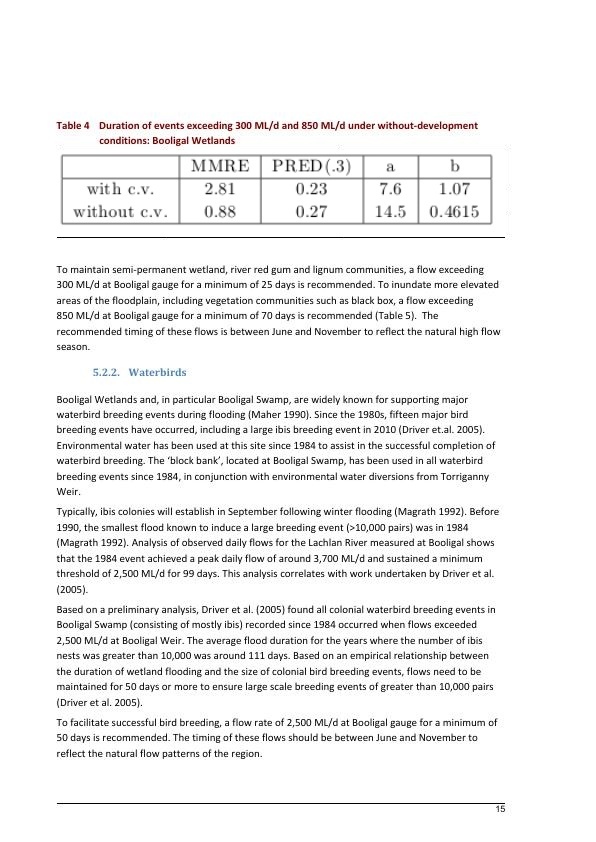 Table 4 Duration of events exceeding 300 ML/d and 850 ML/d under without-development
conditions: Booligal Wetlands
MMRE PRED(.3) a b
with c.v. 2.81 0.23 7.6 1.07
without c.v. 0.88 0.27 14.5 0.4615
To maintain semi-permanent wetland, river red gum and lignum communities, a flow exceeding
300 ML/d at Booligal gauge for a minimum of 25 days is recommended. To inundate more elevated
areas of the floodplain, including vegetation communities such as black box, a flow exceeding
850 ML/d at Booligal gauge for a minimum of 70 days is recommended (Table 5). The
recommended timing of these flows is between June and November to reflect the natural high flow
season.
5.2.2. Waterbirds
Booligal Wetlands and, in particular Booligal Swamp, are widely known for supporting major
waterbird breeding events during flooding (Maher 1990). Since the 1980s, fifteen major bird
breeding events have occurred, including a large ibis breeding event in 2010 (Driver et.al. 2005).
Environmental water has been used at this site since 1984 to assist in the successful completion of
waterbird breeding. The ‘block bank’, located at Booligal Swamp, has been used in all waterbird
breeding events since 1984, in conjunction with environmental water diversions from Torriganny
Weir.
Typically, ibis colonies will establish in September following winter flooding (Magrath 1992). Before
1990, the smallest flood known to induce a large breeding event (>10,000 pairs) was in 1984
(Magrath 1992). Analysis of observed daily flows for the Lachlan River measured at Booligal shows
that the 1984 event achieved a peak daily flow of around 3,700 ML/d and sustained a minimum
threshold of 2,500 ML/d for 99 days. This analysis correlates with work undertaken by Driver et al.
(2005).
Based on a preliminary analysis, Driver et al. (2005) found all colonial waterbird breeding events in
Booligal Swamp (consisting of mostly ibis) recorded since 1984 occurred when flows exceeded
2,500 ML/d at Booligal Weir. The average flood duration for the years where the number of ibis
nests was greater than 10,000 was around 111 days. Based on an empirical relationship between
the duration of wetland flooding and the size of colonial bird breeding events, flows need to be
maintained for 50 days or more to ensure large scale breeding events of greater than 10,000 pairs
(Driver et al. 2005).
To facilitate successful bird breeding, a flow rate of 2,500 ML/d at Booligal gauge for a minimum of
50 days is recommended. The timing of these flows should be between June and November to
reflect the natural flow patterns of the region.
15